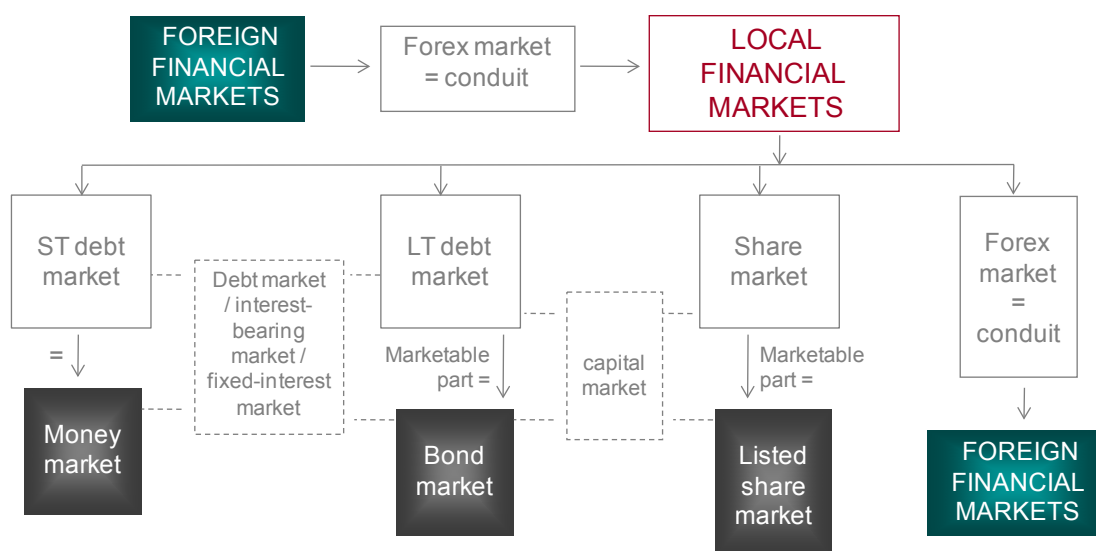 FOREIGN
FINANCIAL
MARKETS
Forex market
= conduit
LOCAL
FINANCIAL
MARKETS
ST debt
market
Debt market
/ interest-
bearing
market /
fixed-interest
market
LT debt
market
capital
market
Share
market
Forex
market
=
conduit
=
Marketable
part =
Marketable
part =
Money
market
Bond
market
Listed
share
market
FOREIGN
FINANCIAL
MARKETS